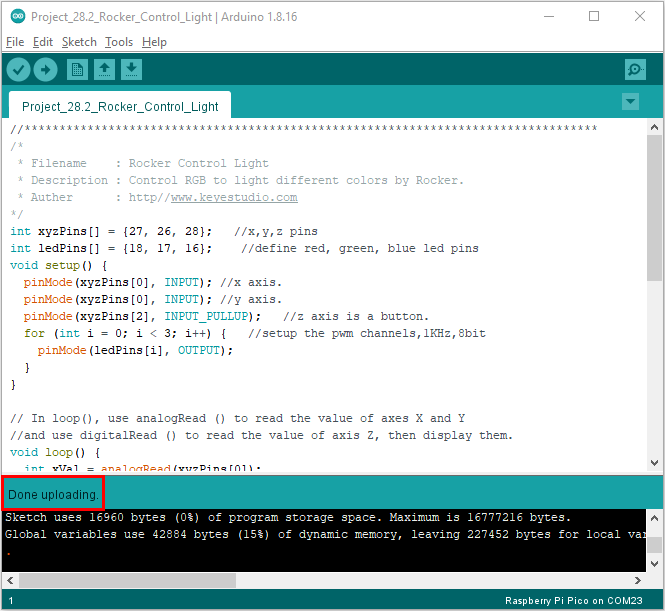 Project_28.2_Rocker_Control_Light | Arduino 1.8.16
File Edit Sketch Tools Help
Project_28.2_Rocker_Control_Light
//**********************************************************************************
/*
 * Filename    : Rocker Control Light
 * Description : Control RGB to light different colors by Rocker.
 * Auther      : http//www.keyestudio.com
*/
int xyzPins[] = {27, 26, 28};   //x,y,z pins
int ledPins[] = {18, 17, 16};    //define red, green, blue led pins
void setup() {
  pinMode(xyzPins[0], INPUT); //x axis.
  pinMode(xyzPins[0], INPUT); //y axis.
  pinMode(xyzPins[2], INPUT_PULLUP);   //z axis is a button.
  for (int i = 0; i < 3; i++) {   //setup the pwm channels,1KHz,8bit
    pinMode(ledPins[i], OUTPUT);
  }
}
// In loop(), use analogRead () to read the value of axes X and Y
//and use digitalRead () to read the value of axis Z, then display them.
void loop() {
  int xVal = analogRead(xyzPins[0]);
Done uploading.
Sketch uses 16960 bytes (0%) of program storage space. Maximum is 16777216 bytes.
Global variables use 42884 bytes (15%) of dynamic memory, leaving 227452 bytes for local var
.
1 Raspberry Pi Pico on COM23